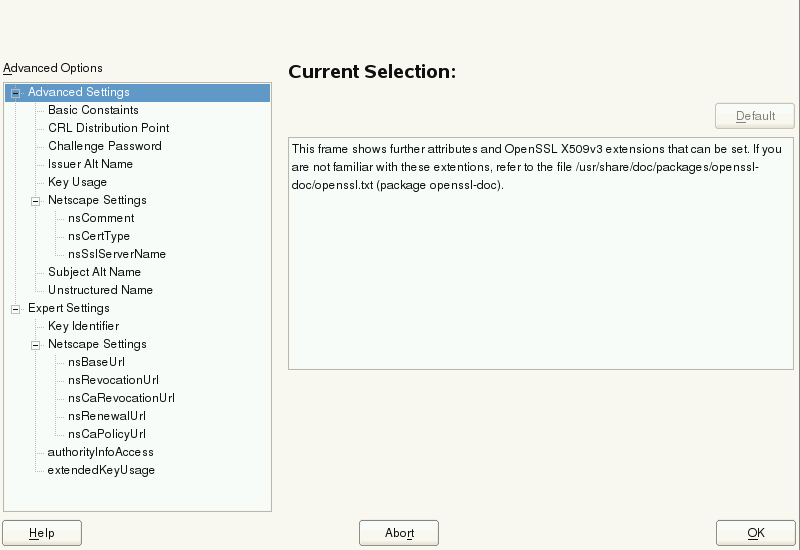 Advanced Options
Advanced Settings
Basic Constaints
CRL Distribution Point
Challenge Password
Issuer Alt Name
Key Usage
Netscape Settings
nsComment
nsCertType
nsSslServerName
Subject Alt Name
Unstructured Name
Expert Settings
Key Identifier
Netscape Settings
nsBaseUrl
nsRevocationUrl
nsCaRevocationUrl
nsRenewalUrl
nsCaPolicyUrl
authorityInfoAccess
extendedKeyUsage
Current Selection:
Default
This frame shows further attributes and OpenSSL X509v3 extensions that can be set. If you
are not familiar with these extentions, refer to the file /usr/share/doc/packages/openssl-
doc/openssl.txt (package openssl-doc).
Help
Abort
OK